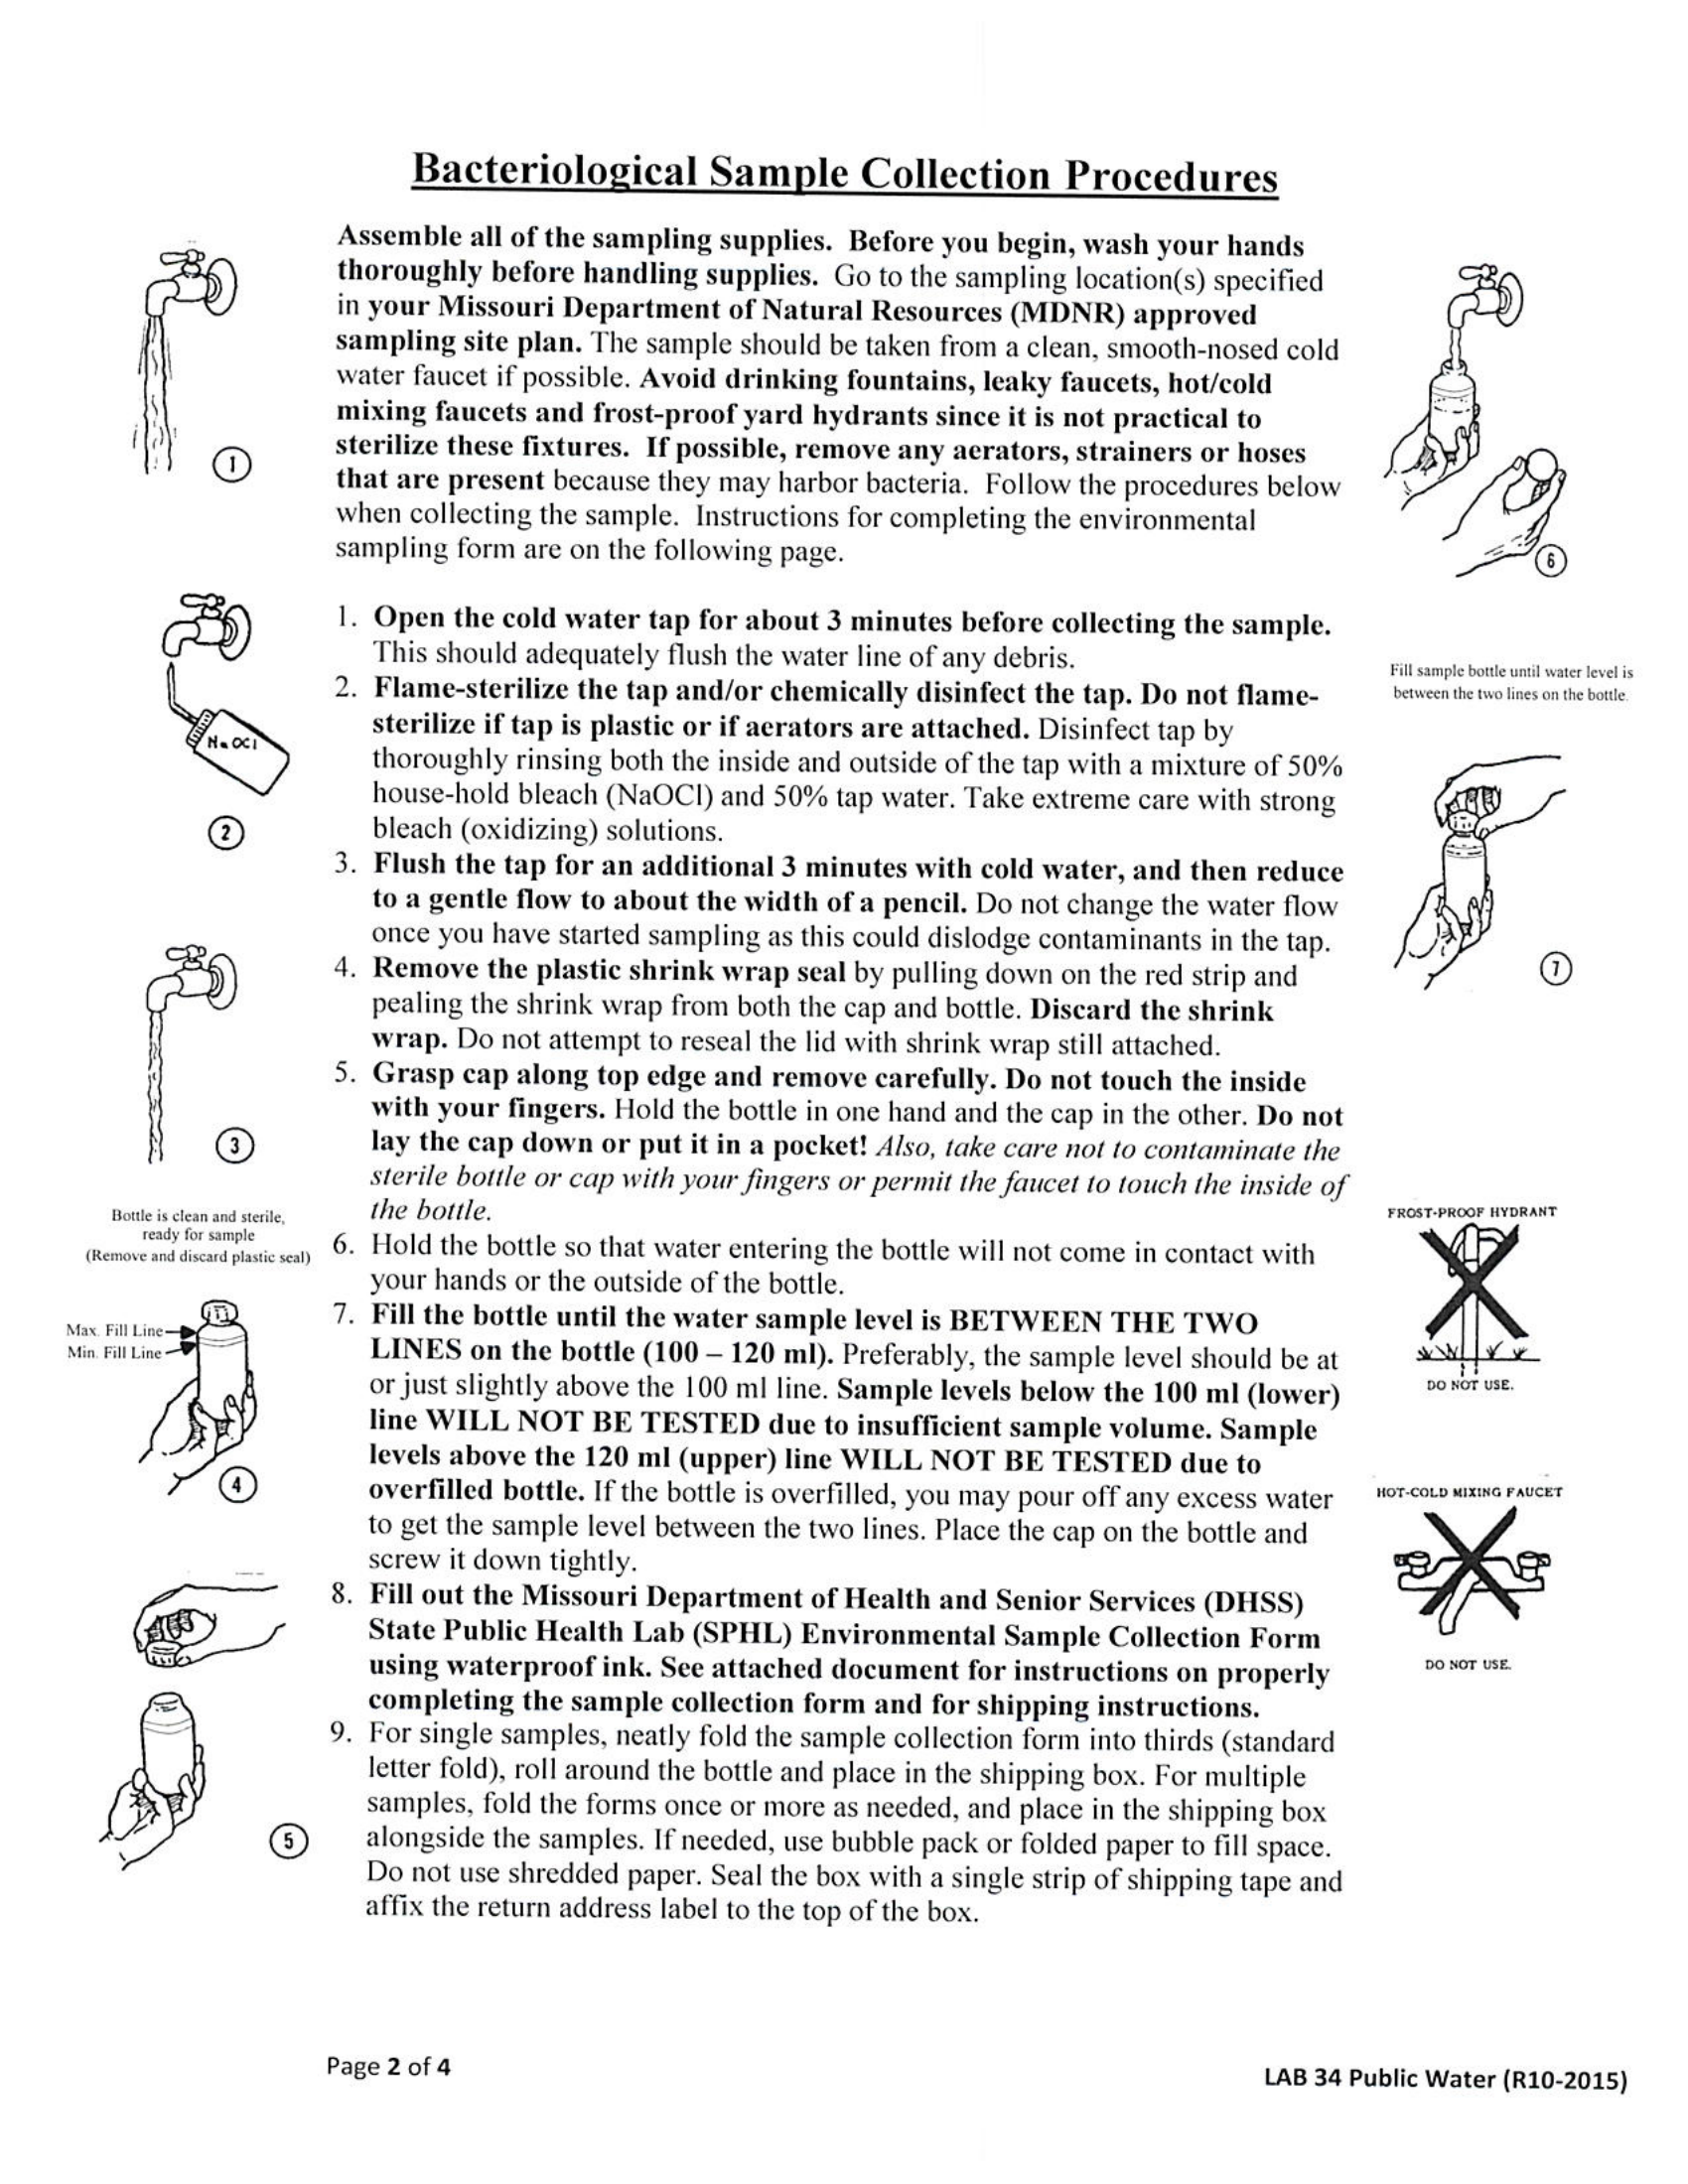 Bacteriological Sample Collection Procedures
Assemble all of the sampling supplies. Before you begin, wash your hands
thoroughly before handling supplies. Go to the sampling location(s) specified
in your Missouri Department of Natural Resources (MDNR) approved
sampling site plan. The sample should be taken from a clean, smooth-nosed cold
water faucet if possible. Avoid drinking fountains, leaky faucets, hot/cold
mixing faucets and frost-proof yard hydrants since it is not practical to
sterilize these fixtures. If possible, remove any aerators, strainers or hoses
that are present because they may harbor bacteria. Follow the procedures below
when collecting the sample. Instructions for completing the environmental
sampling form are on the following page.
1. Open the cold water tap for about 3 minutes before collecting the sample.
This should adequately flush the water line of any debris.
2. Flame-sterilize the tap and/or chemically disinfect the tap. Do not flame-
sterilize if tap is plastic or if aerators are attached. Disinfect tap by
thoroughly rinsing both the inside and outside of the tap with a mixture of 50%
house-hold bleach (NaOCl) and 50% tap water. Take extreme care with strong
bleach (oxidizing) solutions.
3. Flush the tap for an additional 3 minutes with cold water, and then reduce
to a gentle flow to about the width of a pencil. Do not change the water flow
once you have started sampling as this could dislodge contaminants in the tap.
4. Remove the plastic shrink wrap seal by pulling down on the red strip and
pealing the shrink wrap from both the cap and bottle. Discard the shrink
wrap. Do not attempt to reseal the lid with shrink wrap still attached.
5. Grasp cap along top edge and remove carefully. Do not touch the inside
with your fingers. Hold the bottle in one hand and the cap in the other. Do not
lay the cap down or put it in a pocket! Also, take care not to contaminate the
sterile bottle or cap with your fingers or permit the faucet to touch the inside of
the bottle.
6. Hold the bottle so that water entering the bottle will not come in contact with
your hands or the outside of the bottle.
7. Fill the bottle until the water sample level is BETWEEN THE TWO
LINES on the bottle (100 – 120 ml). Preferably, the sample level should be at
or just slightly above the 100 ml line. Sample levels below the 100 ml (lower)
line WILL NOT BE TESTED due to insufficient sample volume. Sample
levels above the 120 ml (upper) line WILL NOT BE TESTED due to
overfilled bottle. If the bottle is overfilled, you may pour off any excess water
to get the sample level between the two lines. Place the cap on the bottle and
screw it down tightly.
8. Fill out the Missouri Department of Health and Senior Services (DHSS)
State Public Health Lab (SPHL) Environmental Sample Collection Form
using waterproof ink. See attached document for instructions on properly
completing the sample collection form and for shipping instructions.
9. For single samples, neatly fold the sample collection form into thirds (standard
letter fold), roll around the bottle and place in the shipping box. For multiple
samples, fold the forms once or more as needed, and place in the shipping box
alongside the samples. If needed, use bubble pack or folded paper to fill space.
Do not use shredded paper. Seal the box with a single strip of shipping tape and
affix the return address label to the top of the box.
1
NaOCl
2
3
Bottle is clean and sterile,
ready for sample
(Remove and discard plastic seal)
Max. Fill Line
Min. Fill Line
4
5
6
Fill sample bottle until water level is
between the two lines on the bottle.
7
FROST-PROOF HYDRANT
DO NOT USE.
HOT-COLD MIXING FAUCET
DO NOT USE.
Page 2 of 4
LAB 34 Public Water (R10-2015)